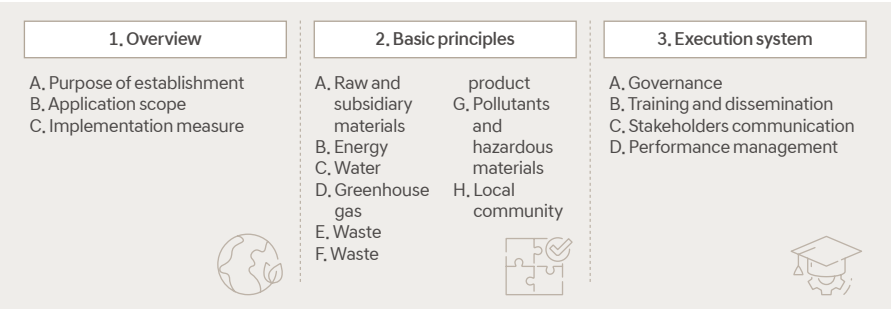 1. Overview
A. Purpose of establishment
B. Application scope
C. Implementation measure
2. Basic principles
A. Raw and
subsidiary
materials
B. Energy
C. Water
D. Greenhouse
gas
E. Waste
F. Waste
product
G. Pollutants
and
hazardous
materials
H. Local
community
3. Execution system
A. Governance
B. Training and dissemination
C. Stakeholders communication
D. Performance management